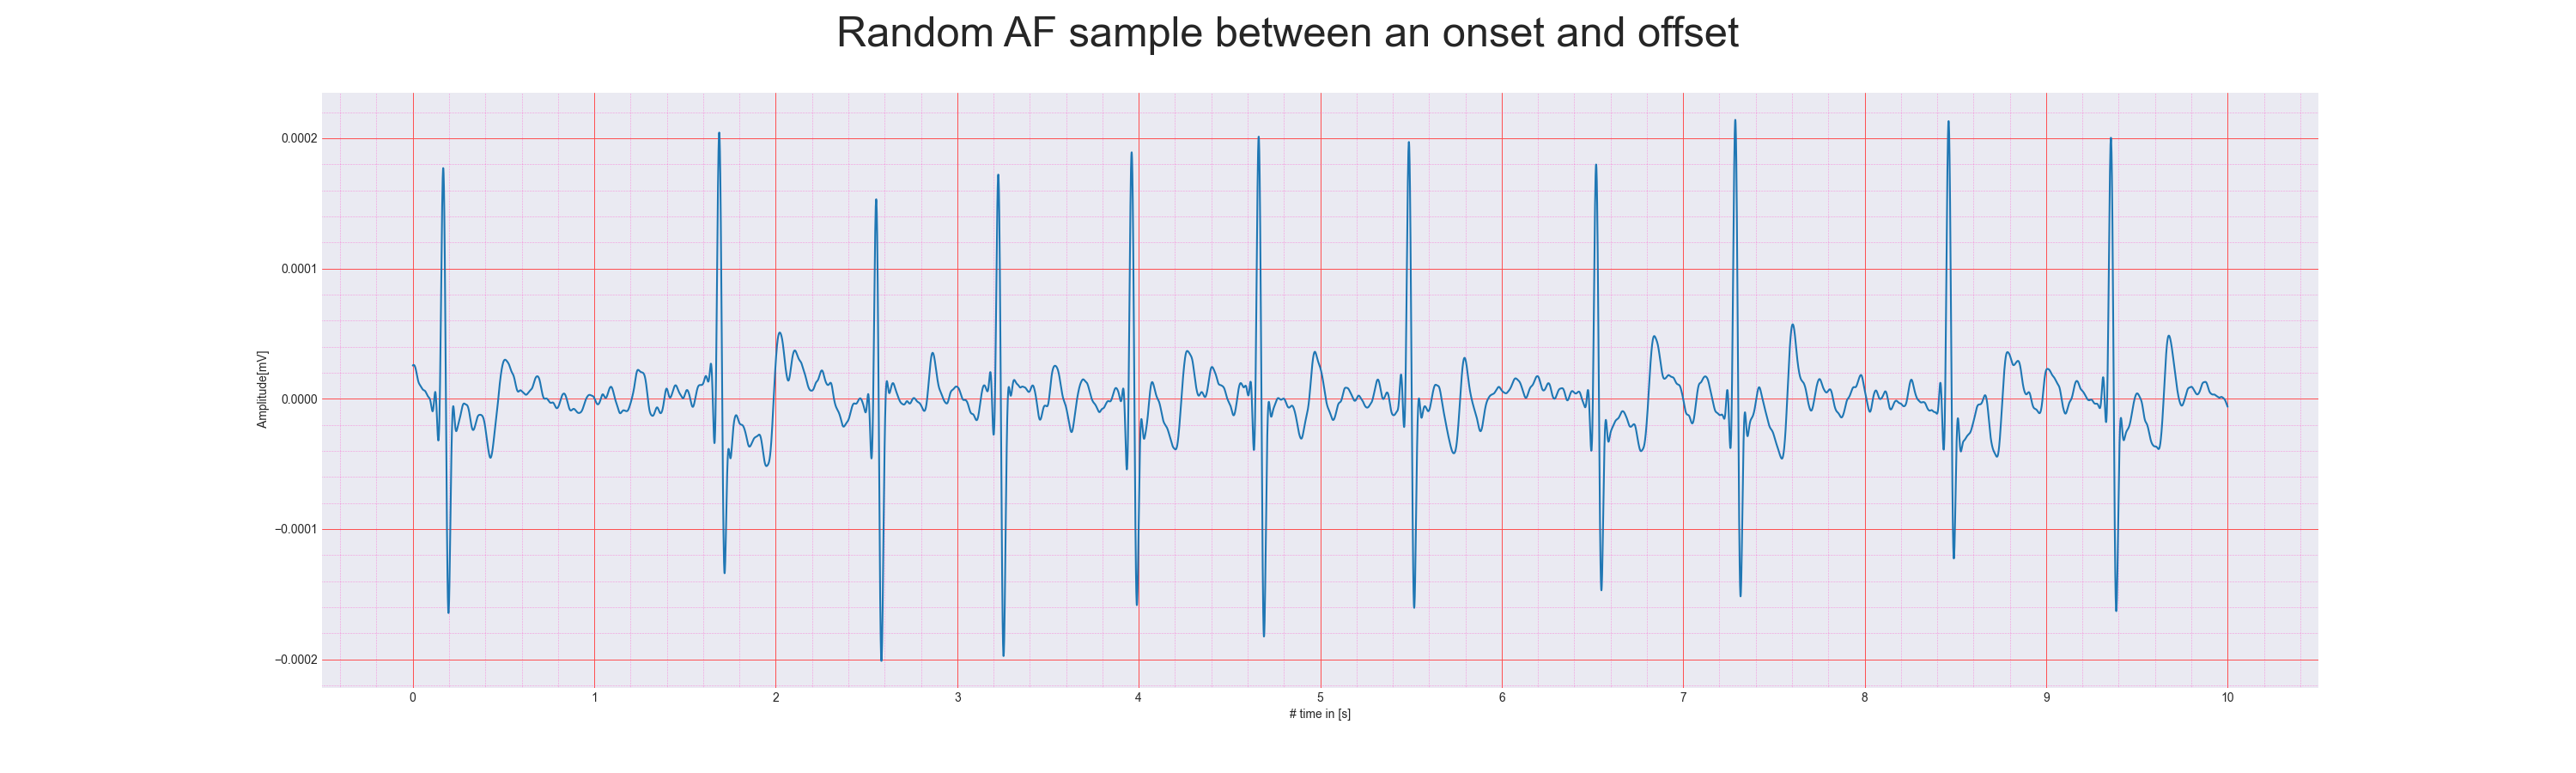 Random AF sample between an onset and offset
0.0002
0.0001
0.0000
−0.0001
−0.0002
Amplitude[mV]
0 1 2 3 4 5 6 7 8 9 10
# time in [s]